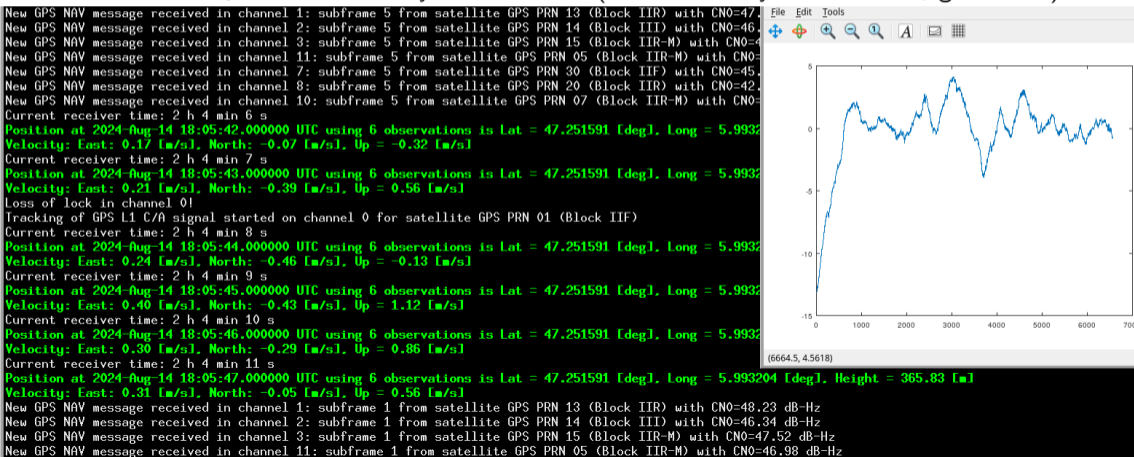 New GPS NAV message received in channel 1: subframe 5 from satellite GPS PRN 13 (Block IIR) with CN0=47.
New GPS NAV message received in channel 2: subframe 5 from satellite GPS PRN 14 (Block III) with CN0=46.
New GPS NAV message received in channel 3: subframe 5 from satellite GPS PRN 15 (Block IIR-M) with CN0=4
New GPS NAV message received in channel 11: subframe 5 from satellite GPS PRN 05 (Block IIR-M) with CN0=
New GPS NAV message received in channel 7: subframe 5 from satellite GPS PRN 30 (Block IIF) with CN0=45.
New GPS NAV message received in channel 8: subframe 5 from satellite GPS PRN 20 (Block IIR) with CN0=42.
New GPS NAV message received in channel 10: subframe 5 from satellite GPS PRN 07 (Block IIR-M) with CN0=
Current receiver time: 2 h 4 min 6 s
Position at 2024-Aug-14 18:05:42.000000 UTC using 6 observations is Lat = 47.251591 [deg], Long = 5.9932
Velocity: East: 0.17 [m/s], North: -0.07 [m/s], Up = -0.32 [m/s]
Current receiver time: 2 h 4 min 7 s
Position at 2024-Aug-14 18:05:43.000000 UTC using 6 observations is Lat = 47.251591 [deg], Long = 5.9932
Velocity: East: 0.21 [m/s], North: -0.39 [m/s], Up = 0.56 [m/s]
Loss of lock in channel 0!
Tracking of GPS L1 C/A signal started on channel 0 for satellite GPS PRN 01 (Block IIF)
Current receiver time: 2 h 4 min 8 s
Position at 2024-Aug-14 18:05:44.000000 UTC using 6 observations is Lat = 47.251591 [deg], Long = 5.9932
Velocity: East: 0.24 [m/s], North: -0.46 [m/s], Up = -0.13 [m/s]
Current receiver time: 2 h 4 min 9 s
Position at 2024-Aug-14 18:05:45.000000 UTC using 6 observations is Lat = 47.251591 [deg], Long = 5.9932
Velocity: East: 0.40 [m/s], North: -0.43 [m/s], Up = 1.12 [m/s]
Current receiver time: 2 h 4 min 10 s
Position at 2024-Aug-14 18:05:46.000000 UTC using 6 observations is Lat = 47.251591 [deg], Long = 5.9932
Velocity: East: 0.30 [m/s], North: -0.29 [m/s], Up = 0.86 [m/s]
Current receiver time: 2 h 4 min 11 s
Position at 2024-Aug-14 18:05:47.000000 UTC using 6 observations is Lat = 47.251591 [deg], Long = 5.993204 [deg], Height = 365.83 [m]
Velocity: East: 0.31 [m/s], North: -0.05 [m/s], Up = 0.56 [m/s]
New GPS NAV message received in channel 1: subframe 1 from satellite GPS PRN 13 (Block IIR) with CN0=48.23 dB-Hz
New GPS NAV message received in channel 2: subframe 1 from satellite GPS PRN 14 (Block III) with CN0=46.34 dB-Hz
New GPS NAV message received in channel 3: subframe 1 from satellite GPS PRN 15 (Block IIR-M) with CN0=47.52 dB-Hz
New GPS NAV message received in channel 11: subframe 1 from satellite GPS PRN 05 (Block IIR-M) with CN0=46.98 dB-Hz
File Edit Tools
A
5
0
-5
-10
-15
0 1000 2000 3000 4000 5000 6000 700
(6664.5, 4.5618)